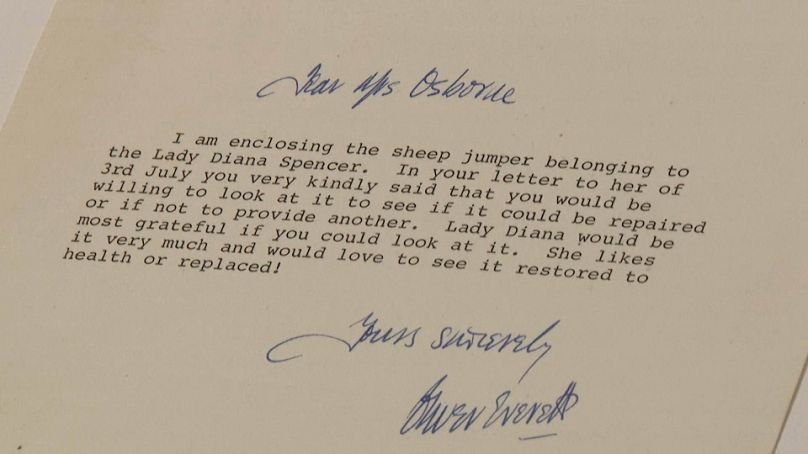 Dear Mrs Osborne
I am enclosing the sheep jumper belonging to
the Lady Diana Spencer. In your letter to her of
3rd July you very kindly said that you would be
willing to look at it to see if it could be repaired
or if not to provide another. Lady Diana would be
most grateful if you could look at it. She likes
it very much and would love to see it restored to
health or replaced!
Yours sincerely
Oliver Everett